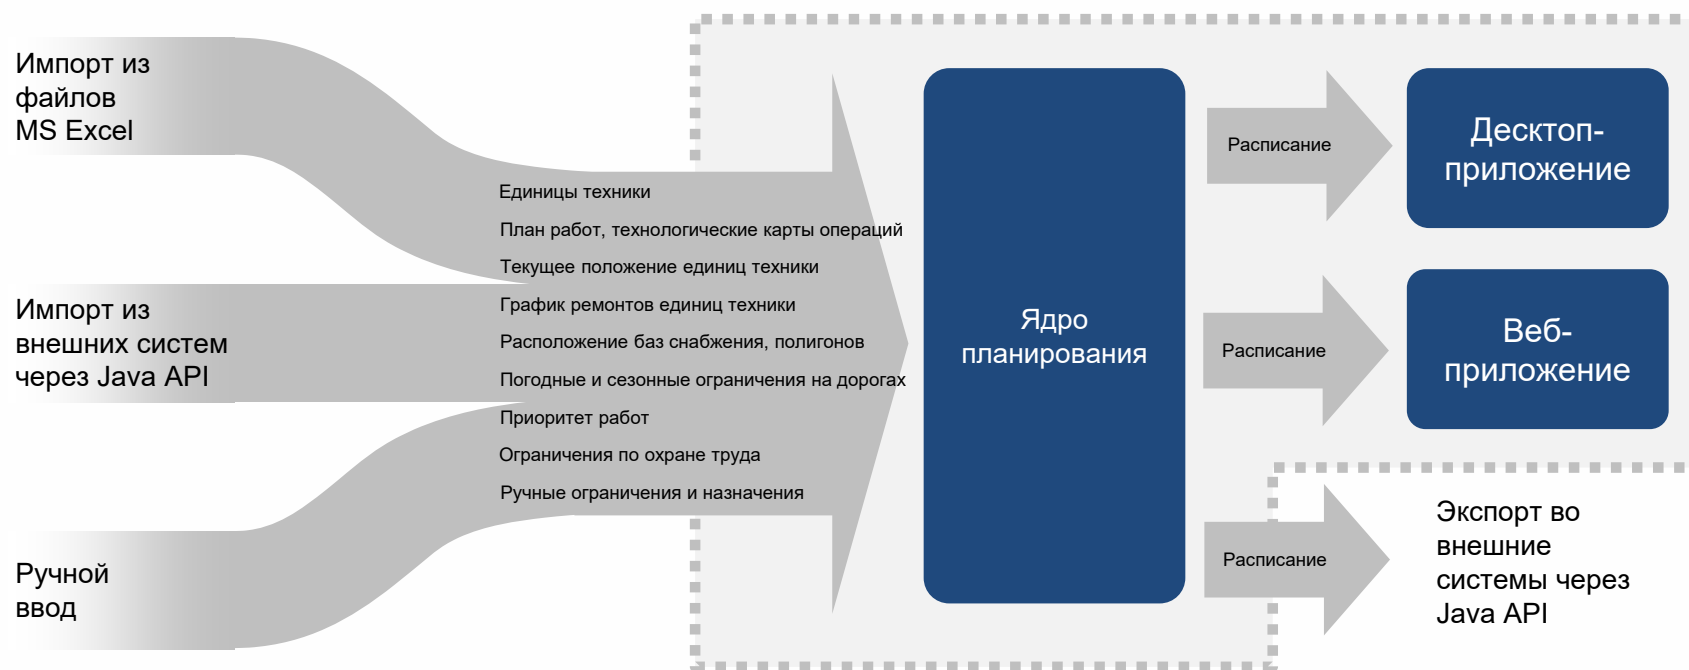 Импорт из
файлов
MS Excel
Импорт из
внешних систем
через Java API
Ручной
ввод
Единицы техники
План работ, технологические карты операций
Текущее положение единиц техники
График ремонтов единиц техники
Расположение баз снабжения, полигонов
Погодные и сезонные ограничения на дорогах
Приоритет работ
Ограничения по охране труда
Ручные ограничения и назначения
Ядро
планирования
Расписание
Десктоп-
приложение
Расписание
Веб-
приложение
Расписание
Экспорт во
внешние
системы через
Java API